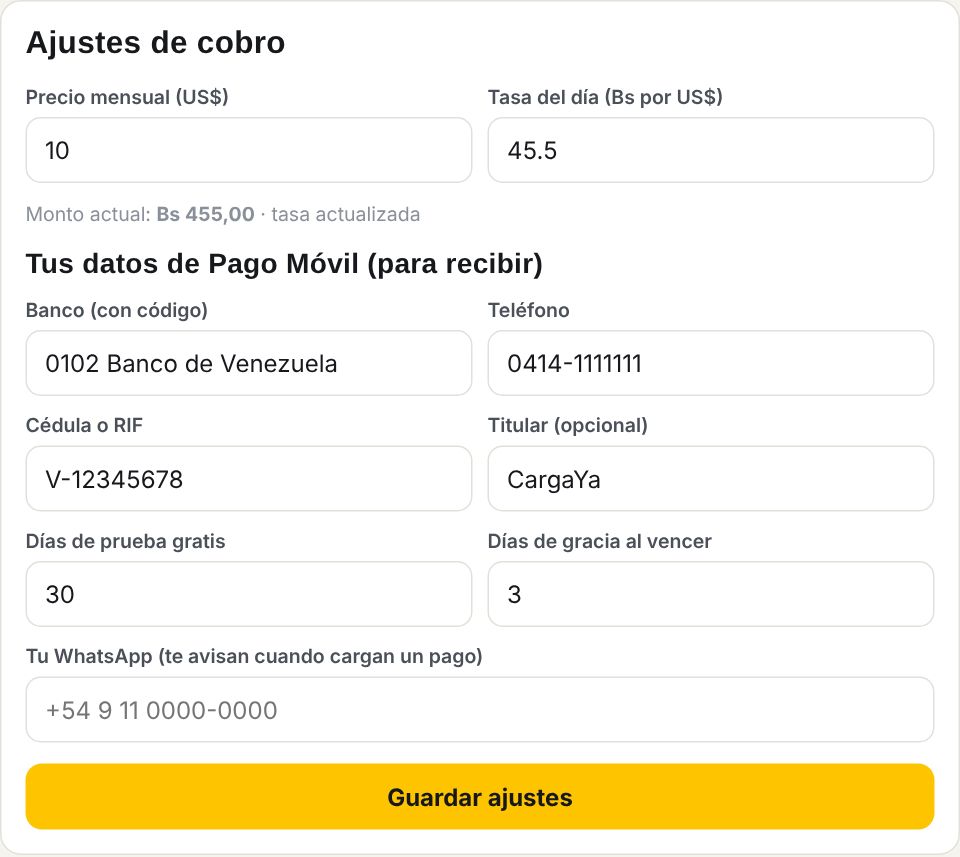 Ajustes de cobro
Precio mensual (US$)
Tasa del día (Bs por US$)
10
45.5
Monto actual: Bs 455,00 · tasa actualizada
Tus datos de Pago Móvil (para recibir)
Banco (con código)
Teléfono
0102 Banco de Venezuela
0414-1111111
Cédula o RIF
Titular (opcional)
V-12345678
CargaYa
Días de prueba gratis
Días de gracia al vencer
30
3
Tu WhatsApp (te avisan cuando cargan un pago)
+54 9 11 0000-0000
Guardar ajustes